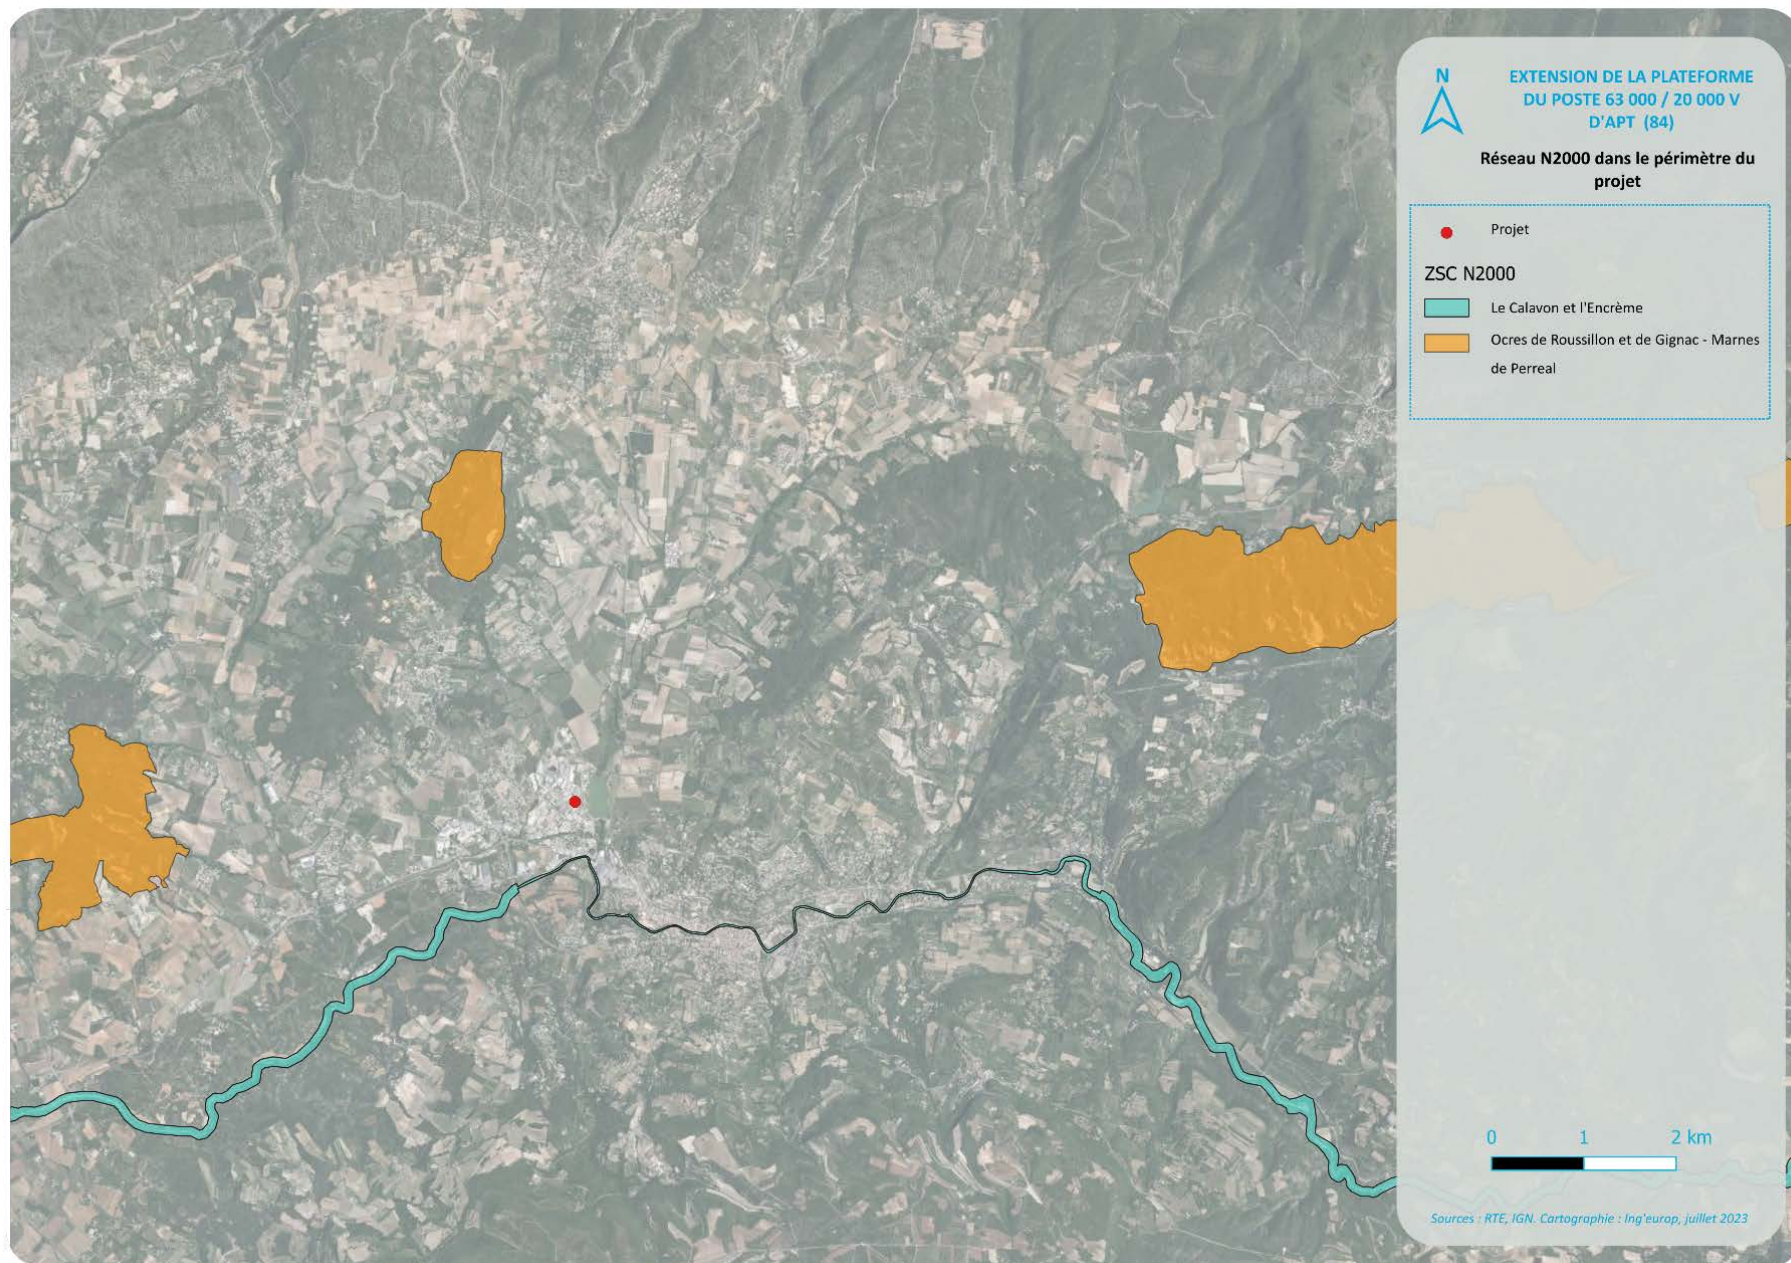 N
EXTENSION DE LA PLATEFORME
DU POSTE 63 000 / 20 000 V
D'APT (84)
Réseau N2000 dans le périmètre du
projet
Projet
ZSC N2000
Le Calavon et l'Encrème
Ocres de Roussillon et de Gignac - Marnes
de Perreal
0 1 2 km
Sources : RTE, IGN. Cartographie : Ing'europ, juillet 2023